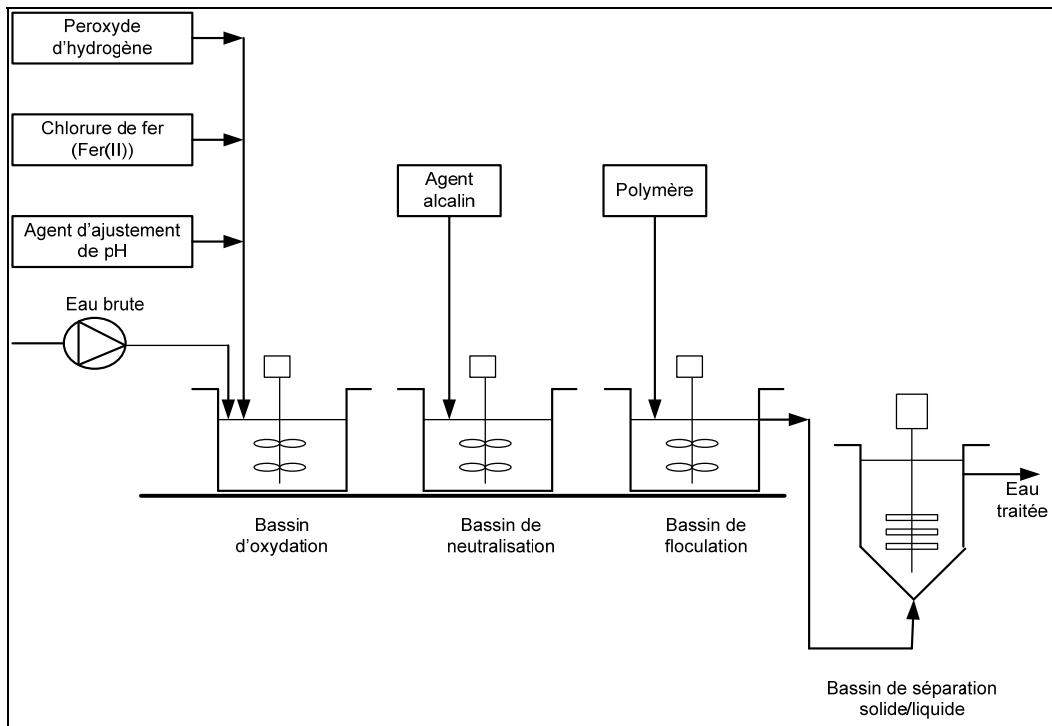 Peroxyde
d'hydrogène
Chlorure de fer
(Fer(II))
Agent d'ajustement
de pH
Eau brute
Agent
alcalin
Polymère
Bassin
d'oxydation
Bassin de
neutralisation
Bassin de
floculation
Eau
traitée
Bassin de séparation
solide/liquide